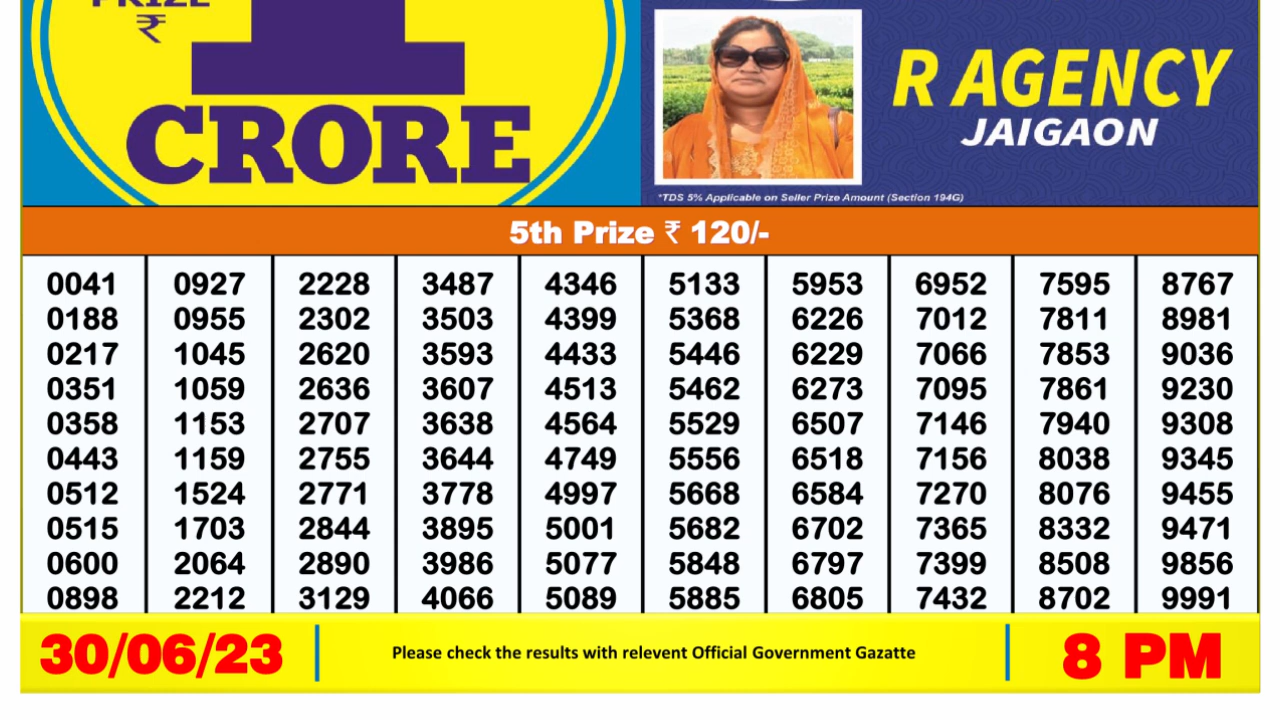 PRIZE
₹
1
CRORE
R AGENCY
JAIGAON
*TDS 5% Applicable on Seller Prize Amount (Section 194G)
5th Prize ₹ 120/-
0041 0927 2228 3487 4346 5133 5953 6952 7595 8767
0188 0955 2302 3503 4399 5368 6226 7012 7811 8981
0217 1045 2620 3593 4433 5446 6229 7066 7853 9036
0351 1059 2636 3607 4513 5462 6273 7095 7861 9230
0358 1153 2707 3638 4564 5529 6507 7146 7940 9308
0443 1159 2755 3644 4749 5556 6518 7156 8038 9345
0512 1524 2771 3778 4997 5668 6584 7270 8076 9455
0515 1703 2844 3895 5001 5682 6702 7365 8332 9471
0600 2064 2890 3986 5077 5848 6797 7399 8508 9856
0898 2212 3129 4066 5089 5885 6805 7432 8702 9991
30/06/23
Please check the results with relevent Official Government Gazatte
8 PM